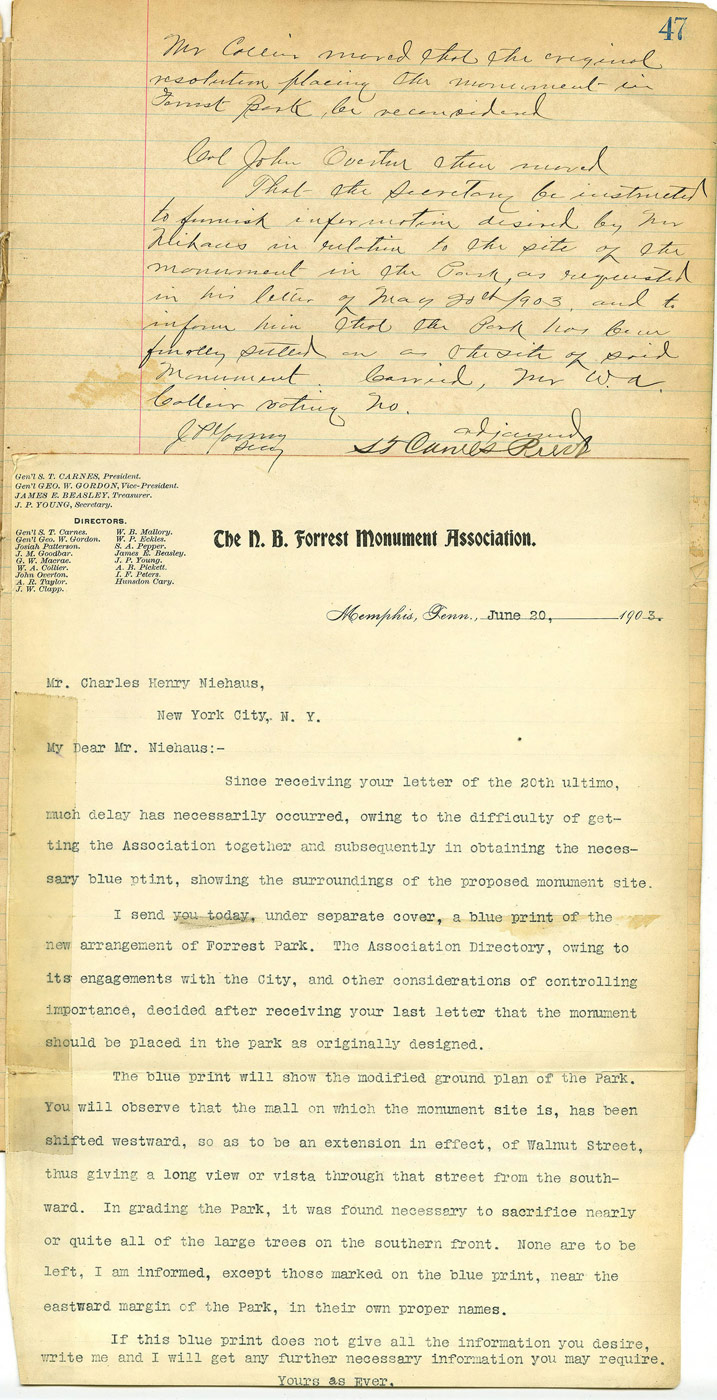 47
Mr Collier moved that the original
resolution placing the monument in
Forrest Park, be reconsidered
Col John Overton then moved
That the Secretary be instructed
to furnish information desired by Mr
Niehaus in relation to the site of the
monument in the Park, as requested
in his letter of May 20th 1903, and to
inform him that the Park has been
finally settled on as the site of said
Monument. Carried, Mr W. A.
Collier voting No.
adjourned
J P Young
Secy
S T Carnes Prest
Gen'l S. T. CARNES, President.
Gen'l GEO. W. GORDON, Vice-President.
JAMES E. BEASLEY, Treasurer.
J. P. YOUNG, Secretary.
DIRECTORS.
Gen'l S. T. Carnes. W. B. Mallory.
Gen'l Geo. W. Gordon. W. P. Eckles.
Josiah Patterson. S. A. Pepper.
J. M. Goodbar. James E. Beasley.
G. W. Macrae. J. P. Young.
W. A. Collier. A. B. Pickett.
John Overton. I. F. Peters.
A. R. Taylor. Hunsdon Cary.
J. W. Clapp.
The N. B. Forrest Monument Association.
Memphis, Tenn., June 20, 1903.
Mr. Charles Henry Niehaus,
New York City, N. Y.
My Dear Mr. Niehaus:-
Since receiving your letter of the 20th ultimo,
much delay has necessarily occurred, owing to the difficulty of get-
ting the Association together and subsequently in obtaining the neces-
sary blue ptint, showing the surroundings of the proposed monument site.
I send you today, under separate cover, a blue print of the
new arrangement of Forrest Park. The Association Directory, owing to
its engagements with the City, and other considerations of controlling
importance, decided after receiving your last letter that the monument
should be placed in the park as originally designed.
The blue print will show the modified ground plan of the Park.
You will observe that the mall on which the monument site is, has been
shifted westward, so as to be an extension in effect, of Walnut Street,
thus giving a long view or vista through that street from the south-
ward. In grading the Park, it was found necessary to sacrifice nearly
or quite all of the large trees on the southern front. None are to be
left, I am informed, except those marked on the blue print, near the
eastward margin of the Park, in their own proper names.
If this blue print does not give all the information you desire,
write me and I will get any further necessary information you may require.
Yours as Ever.